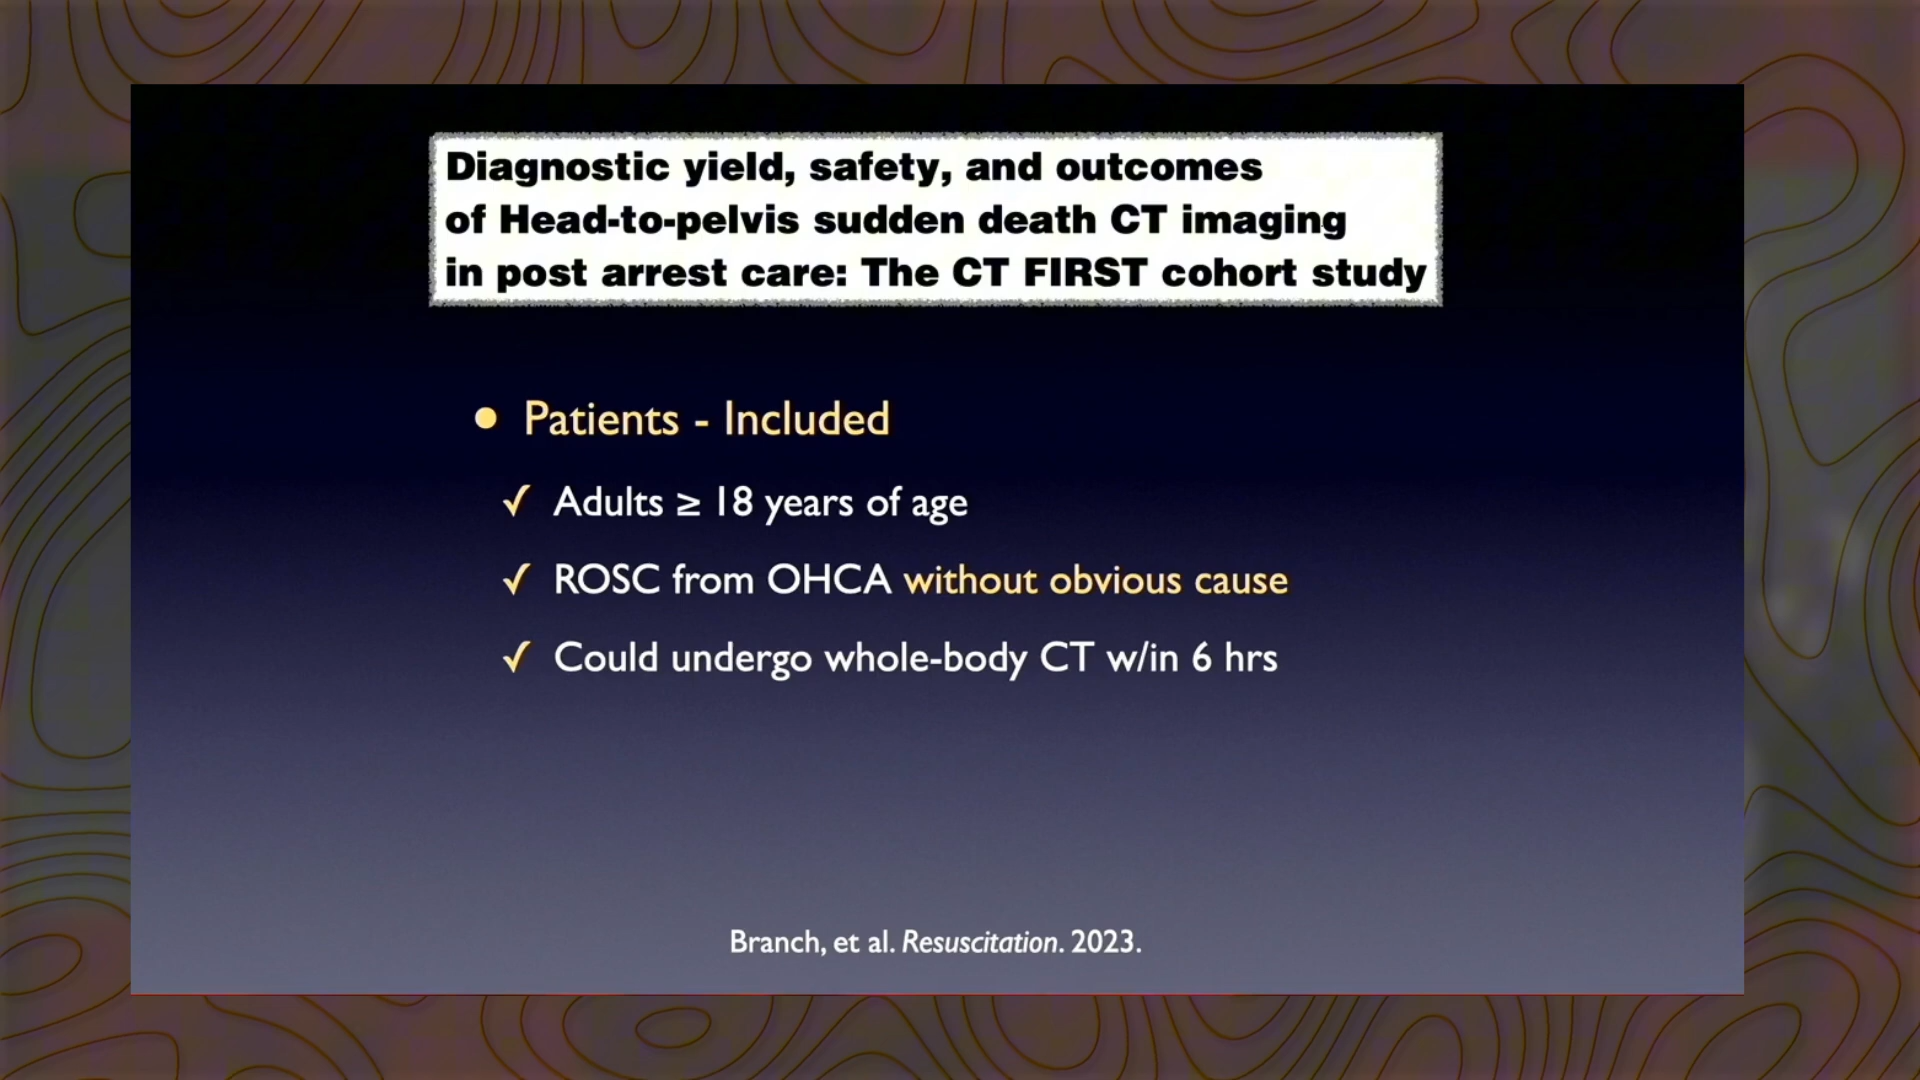 Diagnostic yield, safety, and outcomes
of Head-to-pelvis sudden death CT imaging
in post arrest care: The CT FIRST cohort study
• Patients - Included
✓ Adults ≥ 18 years of age
✓ ROSC from OHCA without obvious cause
✓ Could undergo whole-body CT w/in 6 hrs
Branch, et al. Resuscitation. 2023.